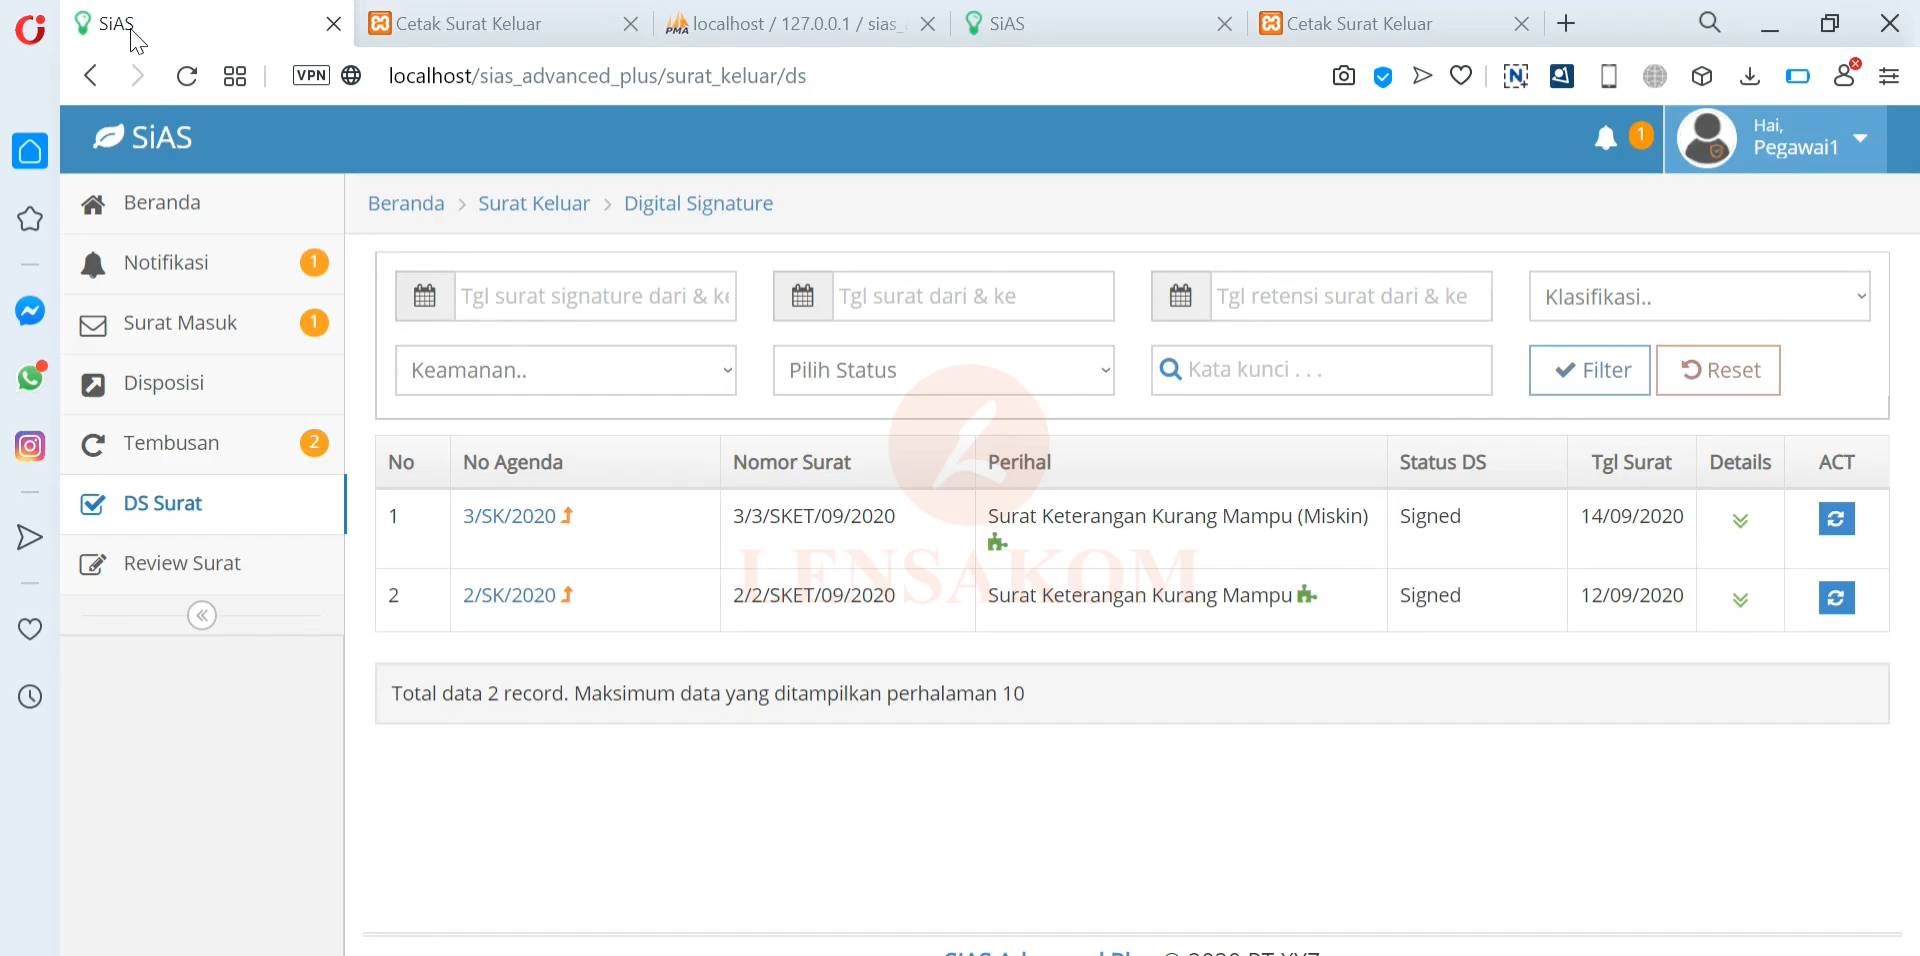 SiAS
Cetak Surat Keluar
localhost / 127.0.0.1 / sias_
SiAS
Cetak Surat Keluar
VPN
localhost/sias_advanced_plus/surat_keluar/ds
SiAS
1
Hai,
Pegawai1
Beranda
Notifikasi 1
Surat Masuk 1
Disposisi
Tembusan 2
DS Surat
Review Surat
Beranda > Surat Keluar > Digital Signature
Tgl surat signature dari & ke
Tgl surat dari & ke
Tgl retensi surat dari & ke
Klasifikasi..
Keamanan..
Pilih Status
Kata kunci . . .
Filter
Reset
No No Agenda Nomor Surat Perihal Status DS Tgl Surat Details ACT
1 3/SK/2020 3/3/SKET/09/2020 Surat Keterangan Kurang Mampu (Miskin) Signed 14/09/2020
2 2/SK/2020 2/2/SKET/09/2020 Surat Keterangan Kurang Mampu Signed 12/09/2020
LENSAKOM
Total data 2 record. Maksimum data yang ditampilkan perhalaman 10